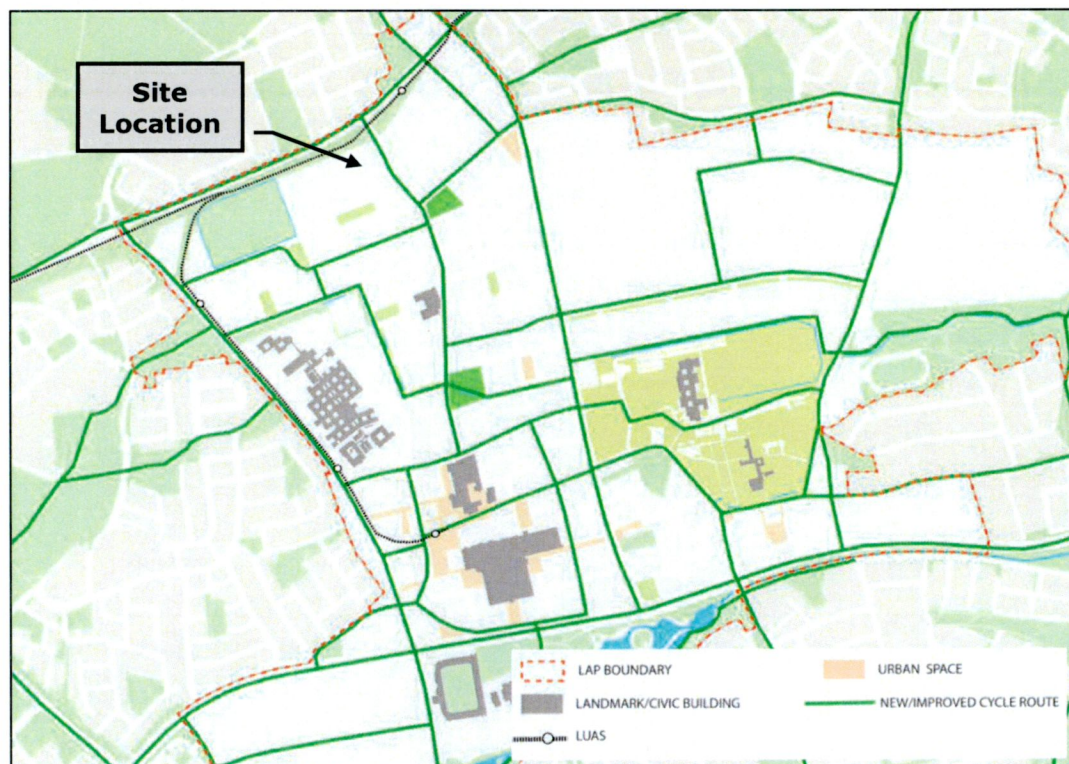 Site
Location
LAP BOUNDARY
URBAN SPACE
LANDMARK/CIVIC BUILDING
NEW/IMPROVED CYCLE ROUTE
LUAS